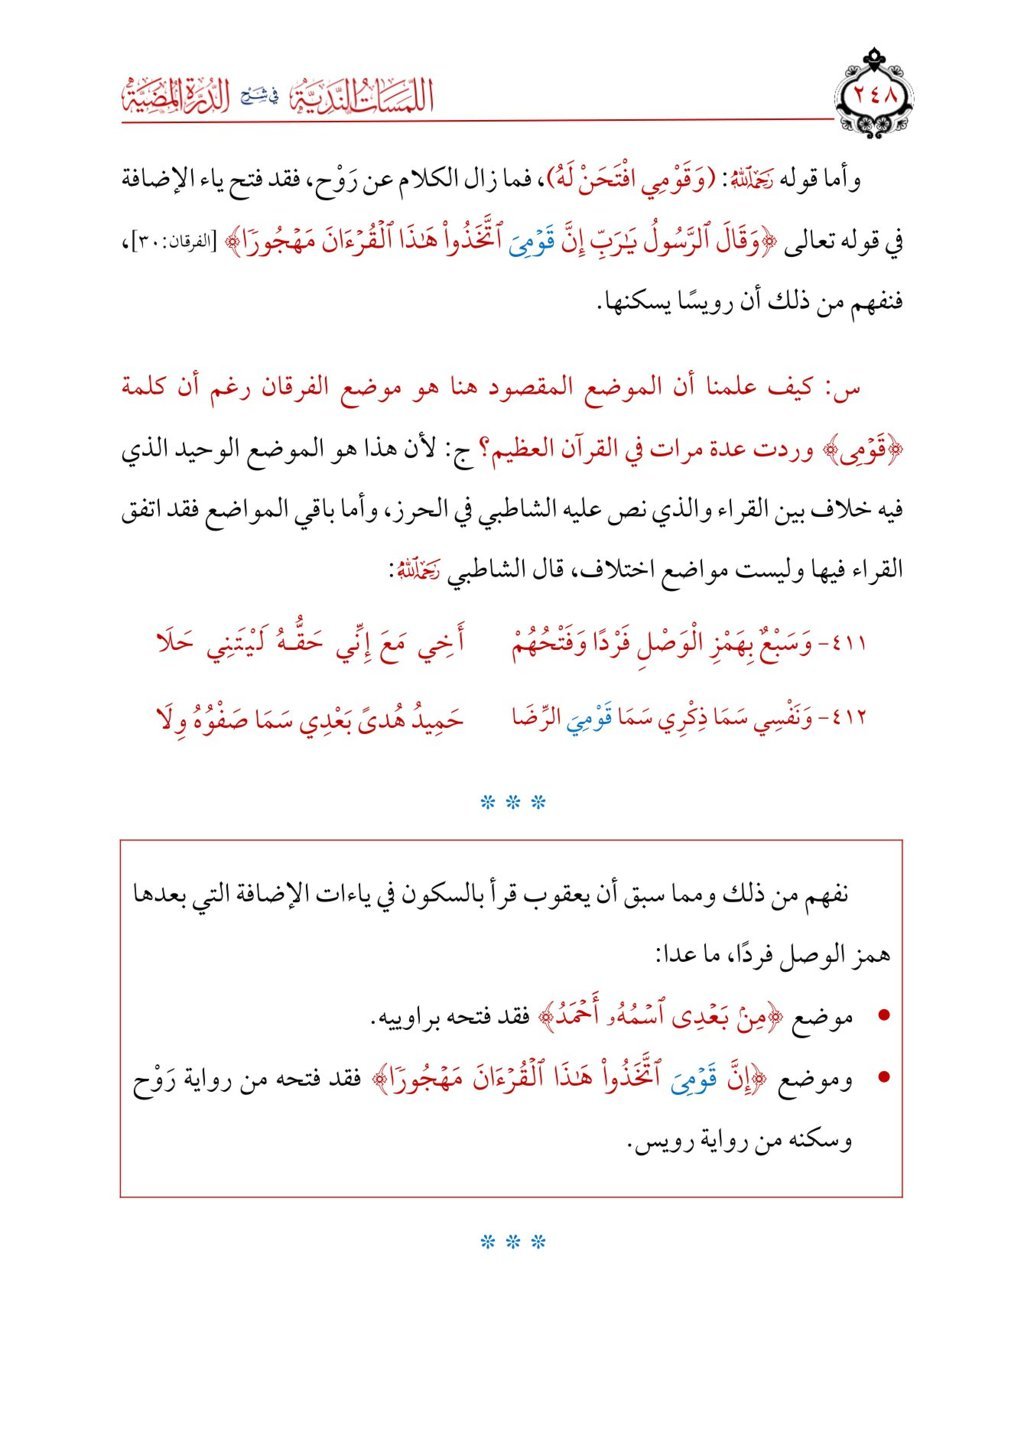 ٢٤٨
اللمسات الندية في شرح الدرة المضية
وأما قوله رَحِمَهُ ٱللَّهُ: (وَقَوْمِي افْتَحَنْ لَهُ)، فما زال الكلام عن رَوْح، فقد فتح ياء الإضافة
في قوله تعالى ﴿وَقَالَ ٱلرَّسُولُ يَٰرَبِّ إِنَّ قَوۡمِيَ ٱتَّخَذُواْ هَٰذَا ٱلۡقُرۡءَانَ مَهۡجُورٗا﴾ [الفرقان:٣٠]،
فنفهم من ذلك أن رويسًا يسكنها.
س: كيف علمنا أن الموضع المقصود هنا هو موضع الفرقان رغم أن كلمة
﴿قَوۡمِى﴾ وردت عدة مرات في القرآن العظيم؟ ج: لأن هذا هو الموضع الوحيد الذي
فيه خلاف بين القراء والذي نص عليه الشاطبي في الحرز، وأما باقي المواضع فقد اتفق
القراء فيها وليست مواضع اختلاف، قال الشاطبي رَحِمَهُ ٱللَّهُ:
٤١١- وَسَبْعٌ بِهَمْزِ الْوَصْلِ فَرْدًا وَفَتْحُهُمْ أَخِي مَعَ إِنِّي حَقُّهُ لَيْتَنِي حَلَا
٤١٢- وَنَفْسِي سَمَا ذِكْرِي سَمَا قَوْمِيَ الرِّضَا حَمِيدُ هُدىً بَعْدِي سَمَا صَفْوُهُ وِلَا
* * *
نفهم من ذلك ومما سبق أن يعقوب قرأ بالسكون في ياءات الإضافة التي بعدها
همز الوصل فردًا، ما عدا:
• موضع ﴿مِنۢ بَعۡدِى ٱسۡمُهُۥ أَحۡمَدُ﴾ فقد فتحه براوييه.
• وموضع ﴿إِنَّ قَوۡمِيَ ٱتَّخَذُواْ هَٰذَا ٱلۡقُرۡءَانَ مَهۡجُورٗا﴾ فقد فتحه من رواية رَوْح
وسكنه من رواية رويس.
* * *